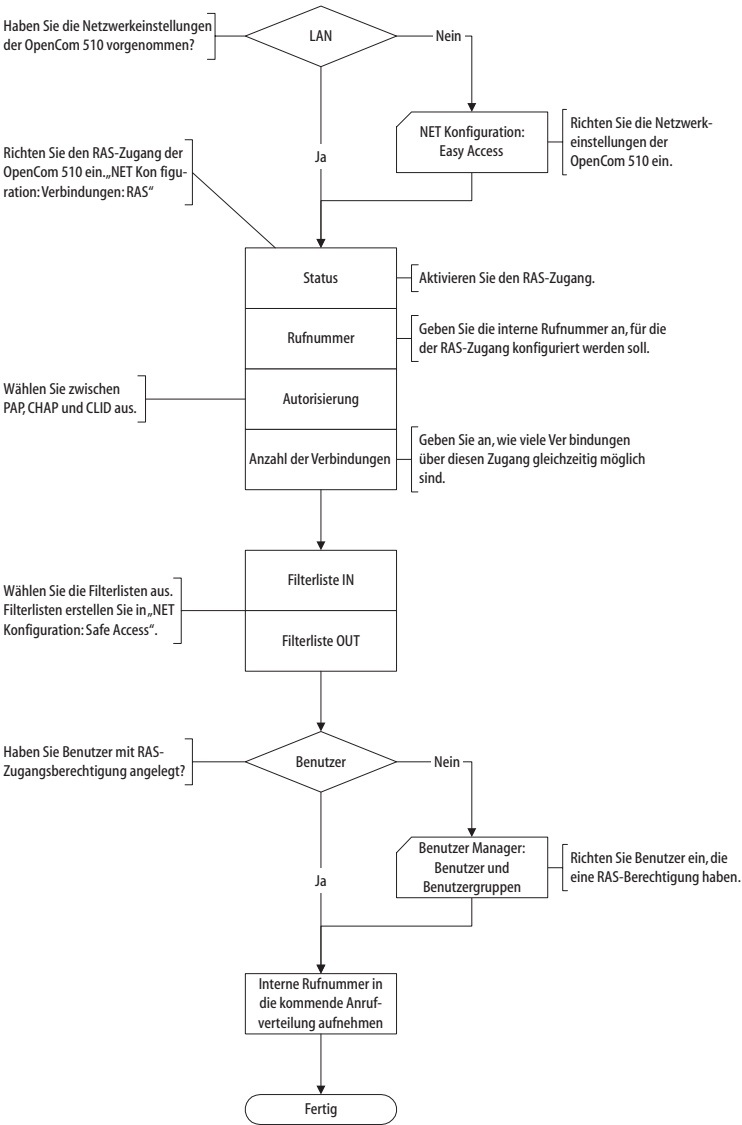 Haben Sie die Netzwerkeinstellungen
der OpenCom 510 vorgenommen?
LAN
Nein
NET Konfiguration:
Easy Access
Richten Sie die Netzwerk-
einstellungen der
OpenCom 510 ein.
Ja
Richten Sie den RAS-Zugang der
OpenCom 510 ein. „NET Kon figu-
ration: Verbindungen: RAS“
Status
Aktivieren Sie den RAS-Zugang.
Rufnummer
Geben Sie die interne Rufnummer an, für die
der RAS-Zugang konfiguriert werden soll.
Wählen Sie zwischen
PAP, CHAP und CLID aus.
Autorisierung
Anzahl der Verbindungen
Geben Sie an, wie viele Ver bindungen
über diesen Zugang gleichzeitig möglich
sind.
Wählen Sie die Filterlisten aus.
Filterlisten erstellen Sie in „NET
Konfiguration: Safe Access“.
Filterliste IN
Filterliste OUT
Haben Sie Benutzer mit RAS-
Zugangsberechtigung angelegt?
Benutzer
Nein
Benutzer Manager:
Benutzer und
Benutzergruppen
Richten Sie Benutzer ein, die
eine RAS-Berechtigung haben.
Ja
Interne Rufnummer in
die kommende Anruf-
verteilung aufnehmen
Fertig